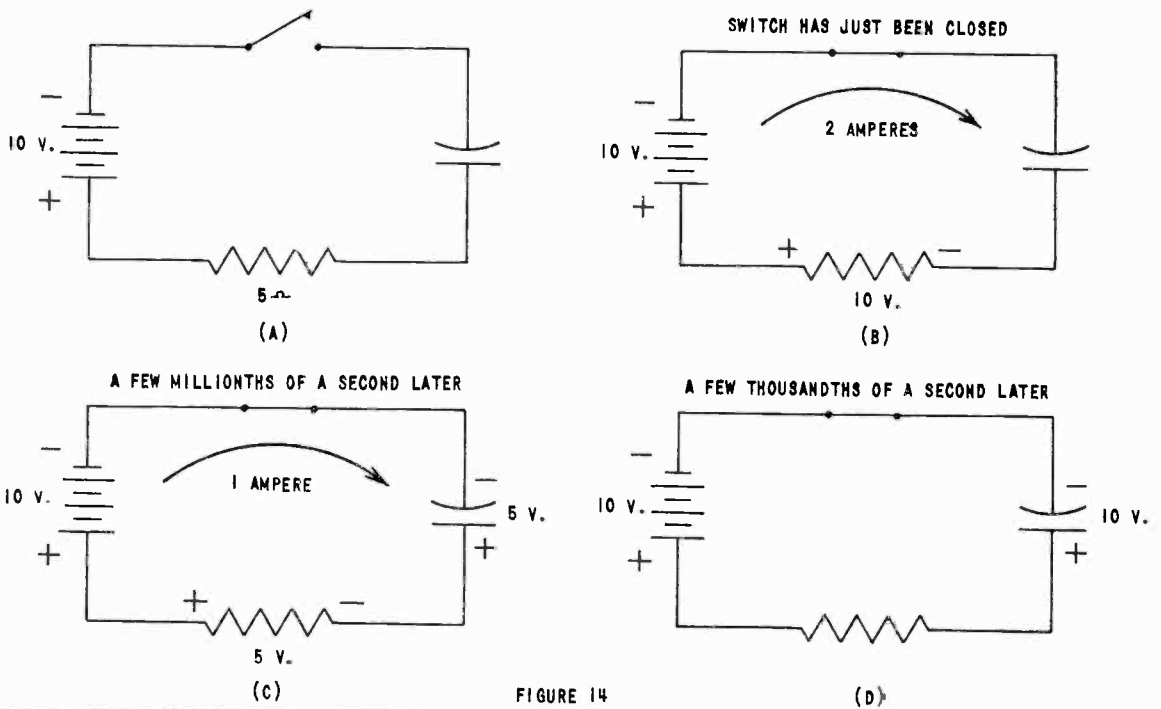 −
10 V.
+
5 Ω
(A)
SWITCH HAS JUST BEEN CLOSED
−
10 V.
+
2 AMPERES
+ −
10 V.
(B)
A FEW MILLIONTHS OF A SECOND LATER
−
10 V.
+
1 AMPERE
−
5 V.
+
+ −
5 V.
(C)
A FEW THOUSANDTHS OF A SECOND LATER
−
10 V.
+
−
10 V.
+
(D)
FIGURE 14